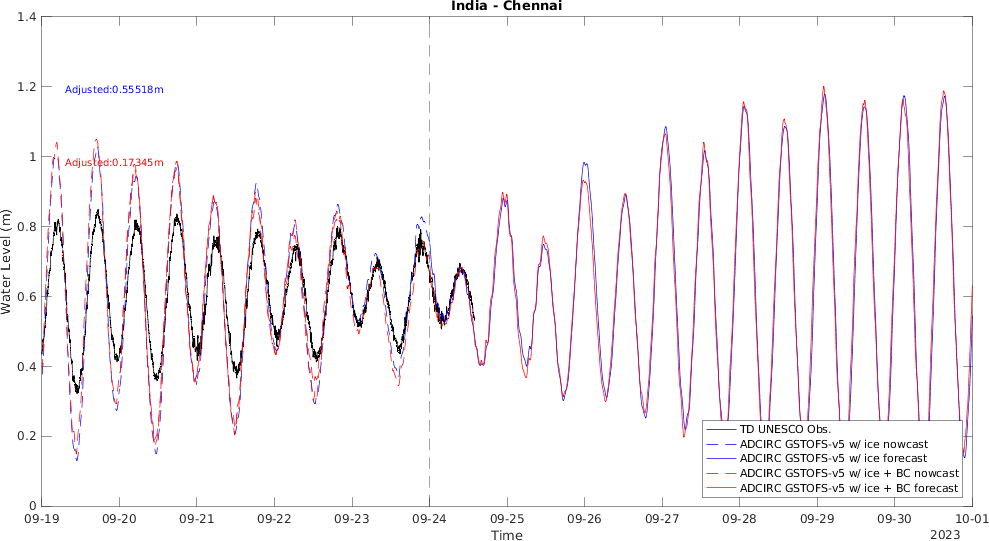 India - Chennai
1.4
1.2
1
0.8
0.6
0.4
0.2
0
Water Level (m)
Adjusted:0.55518m
Adjusted:0.17345m
TD UNESCO Obs.
ADCIRC GSTOFS-v5 w/ ice nowcast
ADCIRC GSTOFS-v5 w/ ice forecast
ADCIRC GSTOFS-v5 w/ ice + BC nowcast
ADCIRC GSTOFS-v5 w/ ice + BC forecast
09-19 09-20 09-21 09-22 09-23 09-24 09-25 09-26 09-27 09-28 09-29 09-30 10-01
Time
2023